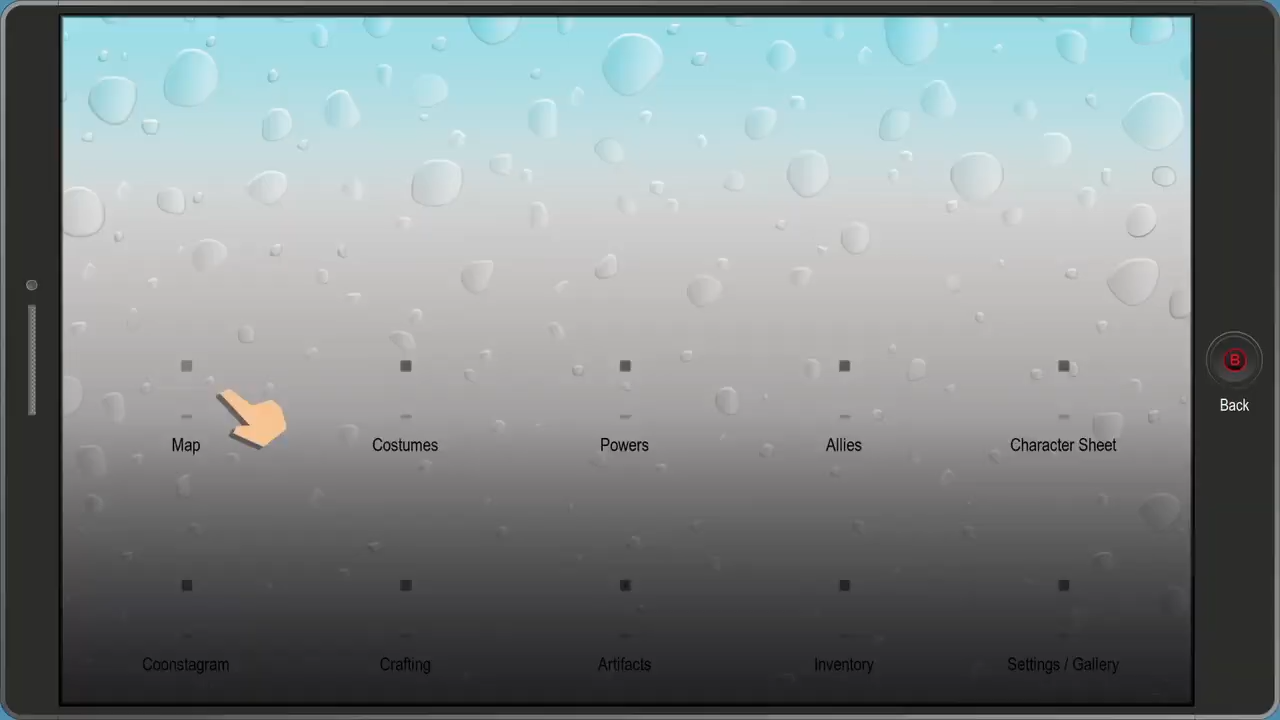 B
Back
Map
Costumes
Powers
Allies
Character Sheet
Coonstagram
Crafting
Artifacts
Inventory
Settings / Gallery